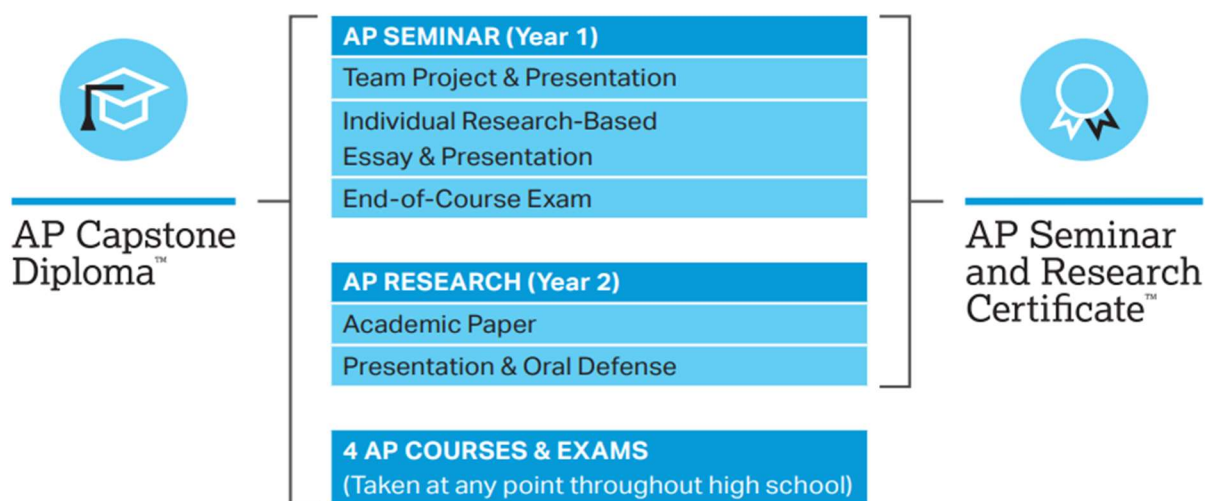 AP Capstone
Diploma™
AP SEMINAR (Year 1)
Team Project & Presentation
Individual Research-Based
Essay & Presentation
End-of-Course Exam
AP RESEARCH (Year 2)
Academic Paper
Presentation & Oral Defense
4 AP COURSES & EXAMS
(Taken at any point throughout high school)
AP Seminar
and Research
Certificate™